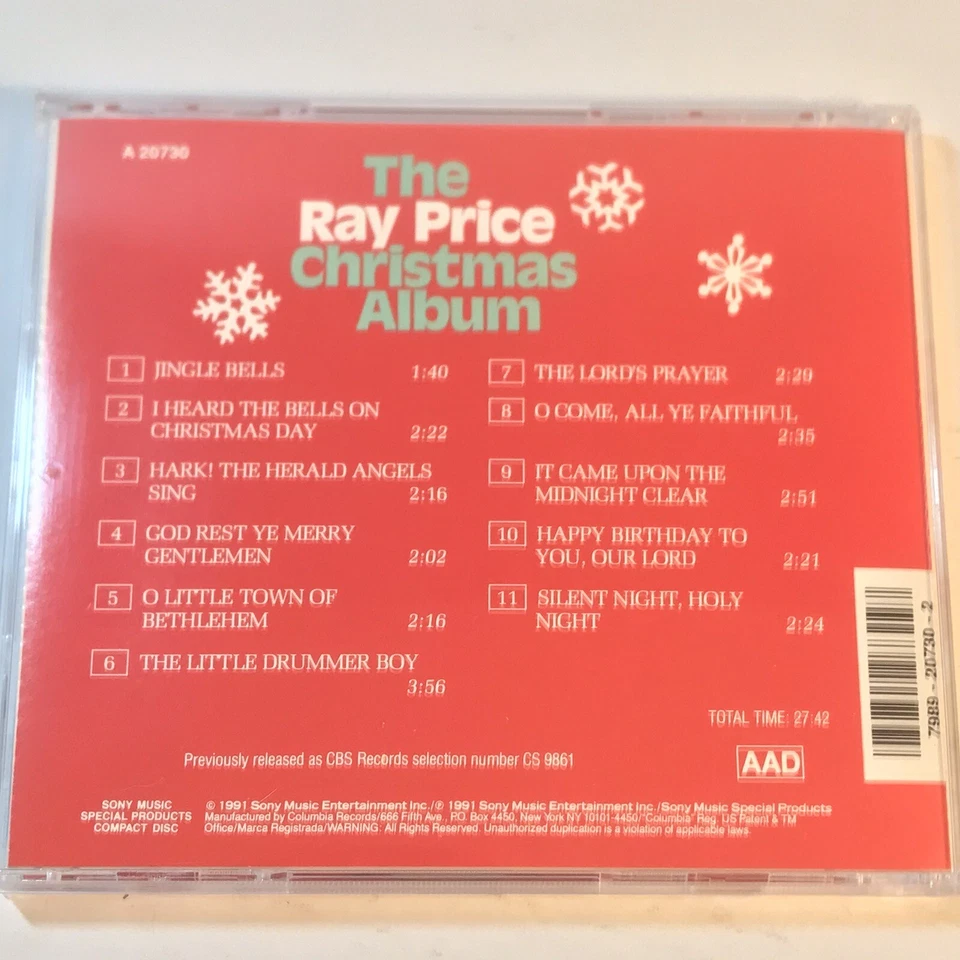 A 20730
The
Ray Price
Christmas
Album
1 JINGLE BELLS 1:40
2 I HEARD THE BELLS ON
CHRISTMAS DAY 2:22
3 HARK! THE HERALD ANGELS
SING 2:16
4 GOD REST YE MERRY
GENTLEMEN 2:02
5 O LITTLE TOWN OF
BETHLEHEM 2:16
6 THE LITTLE DRUMMER BOY
3:56
7 THE LORD'S PRAYER 2:29
8 O COME, ALL YE FAITHFUL
2:35
9 IT CAME UPON THE
MIDNIGHT CLEAR 2:51
10 HAPPY BIRTHDAY TO
YOU, OUR LORD 2:21
11 SILENT NIGHT, HOLY
NIGHT 2:24
7989-20730-2
TOTAL TIME: 27:42
Previously released as CBS Records selection number CS 9861
AAD
SONY MUSIC
SPECIAL PRODUCTS
COMPACT DISC
© 1991 Sony Music Entertainment Inc./℗ 1991 Sony Music Entertainment Inc./Sony Music Special Products
Manufactured by Columbia Records/666 Fifth Ave., P.O. Box 4450, New York NY 10101-4450/"Columbia" Reg. US Patent & TM
Office/Marca Registrada/WARNING: All Rights Reserved. Unauthorized duplication is a violation of applicable laws.